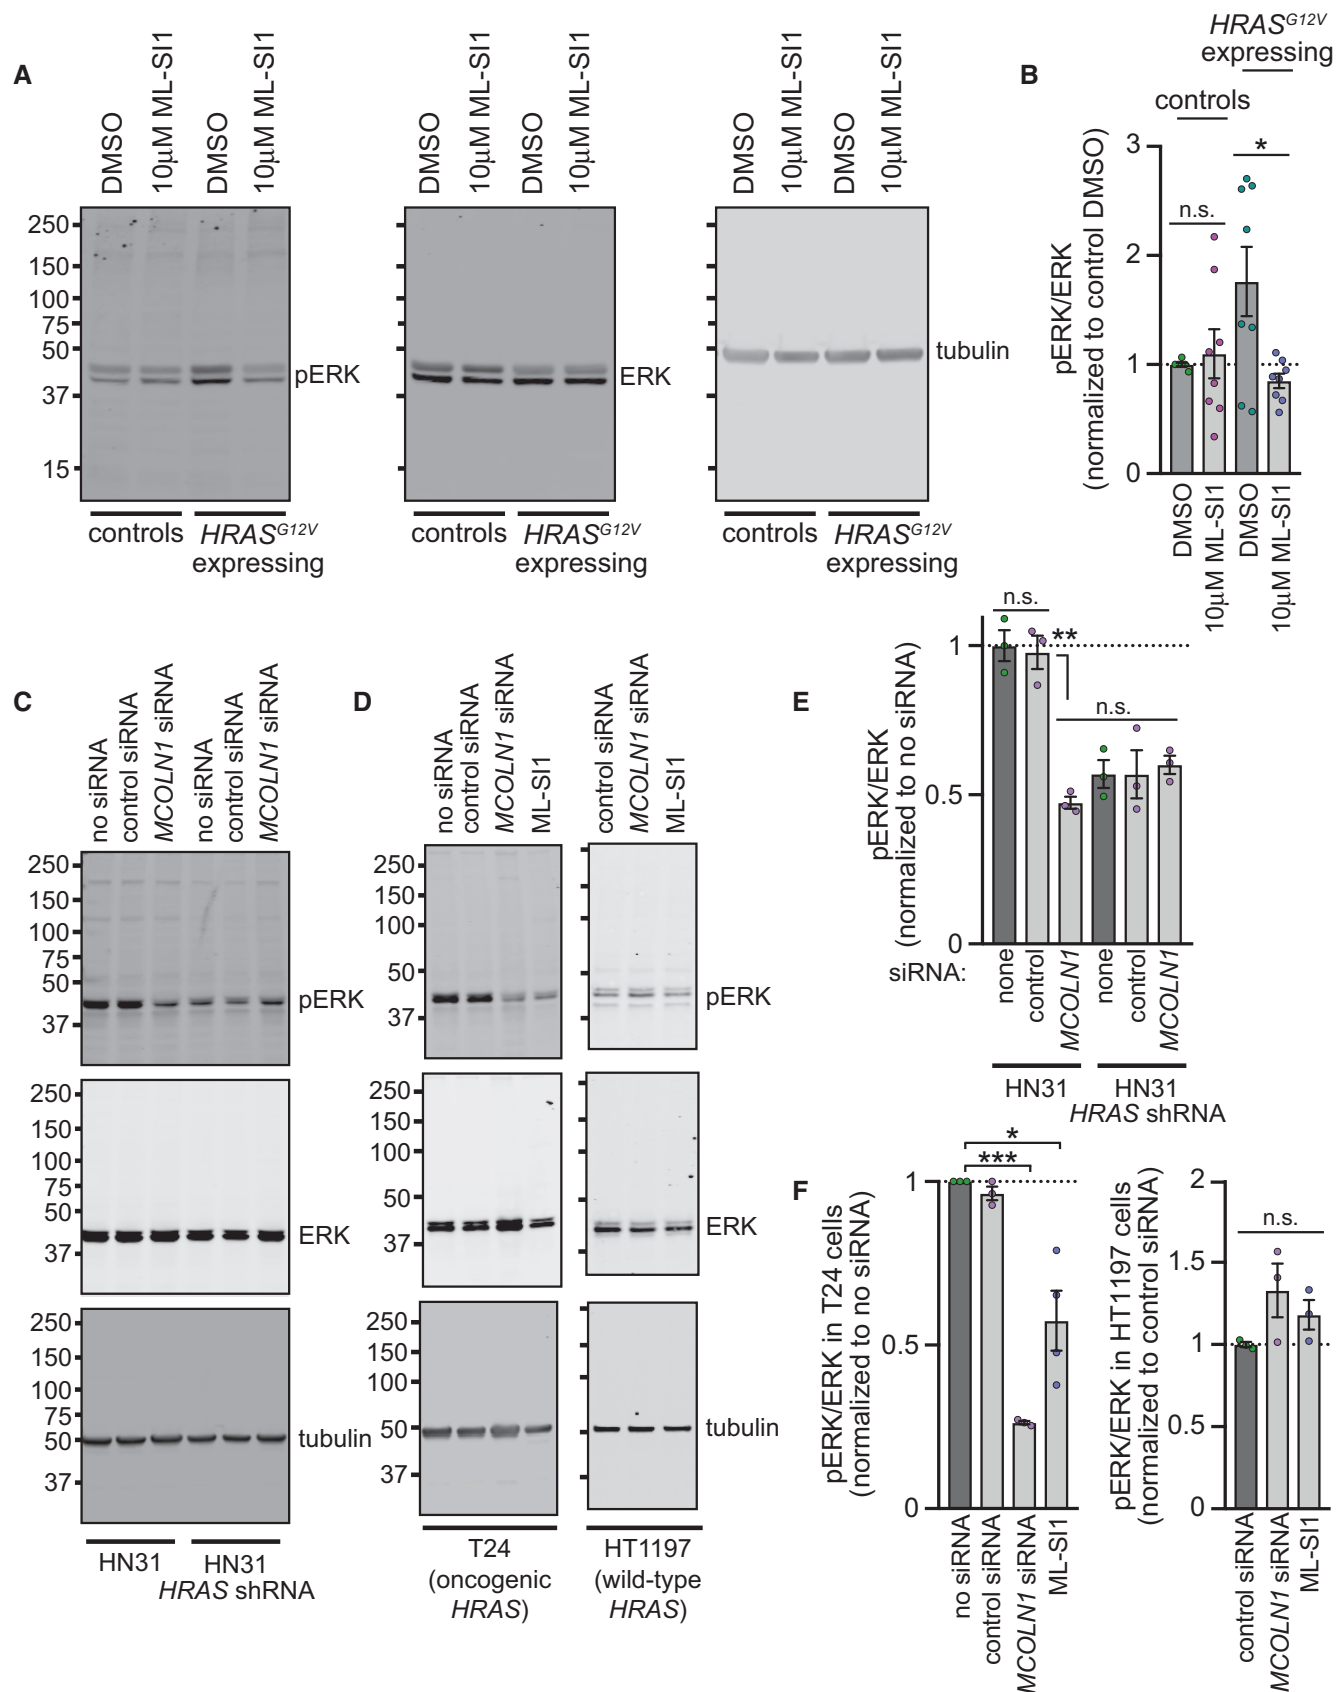 A
DMSO
10µM ML-SI1
DMSO
10µM ML-SI1
DMSO
10µM ML-SI1
DMSO
10µM ML-SI1
DMSO
10µM ML-SI1
DMSO
10µM ML-SI1
250
150
100
75
50
37
15
pERK
ERK
tubulin
controls
HRASG12V
expressing
controls
HRASG12V
expressing
controls
HRASG12V
expressing
B
HRASG12V
expressing
controls
pERK/ERK
(normalized to control DMSO)
3
2
1
0
n.s.
*
DMSO
10µM ML-SI1
DMSO
10µM ML-SI1
C
no siRNA
control siRNA
MCOLN1 siRNA
no siRNA
control siRNA
MCOLN1 siRNA
250
150
100
75
50
37
pERK
250
150
100
75
50
37
ERK
250
150
100
75
50
37
tubulin
HN31
HN31
HRAS shRNA
D
no siRNA
control siRNA
MCOLN1 siRNA
ML-SI1
control siRNA
MCOLN1 siRNA
ML-SI1
250
150
100
50
37
pERK
250
150
100
50
37
ERK
250
150
100
50
37
tubulin
T24
(oncogenic
HRAS)
HT1197
(wild-type
HRAS)
E
pERK/ERK
(normalized to no siRNA)
1
0.5
0
n.s.
**
n.s.
siRNA:
none
control
MCOLN1
none
control
MCOLN1
HN31
HN31
HRAS shRNA
F
pERK/ERK in T24 cells
(normalized to no siRNA)
1
0.5
0
*
***
no siRNA
control siRNA
MCOLN1 siRNA
ML-SI1
pERK/ERK in HT1197 cells
(normalized to control siRNA)
2
1.5
1
0.5
0
n.s.
control siRNA
MCOLN1 siRNA
ML-SI1